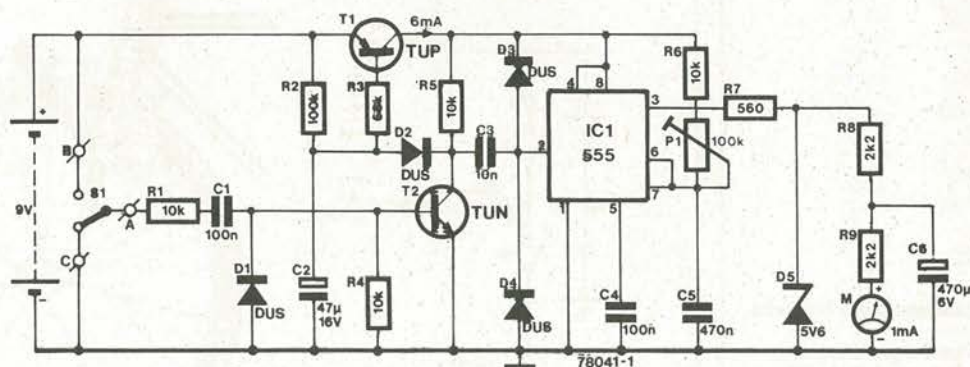 T1
6mA
TUP
D3
DUS
R6
10k
R2
100k
R3
68k
R5
10k
4
8
3
R7
560
D2
DUS
C3
10n
2
IC1
555
P1
100k
6
7
R8
2k2
+
B
S1
R1
10k
C1
100n
A
9V
C
T2
TUN
1
5
R9
2k2
C6
470µ
6V
D1
DUS
C2
47µ
16V
R4
10k
D4
DUS
C4
100n
C5
470n
D5
5V6
M
+
1mA
-
-
78041-1